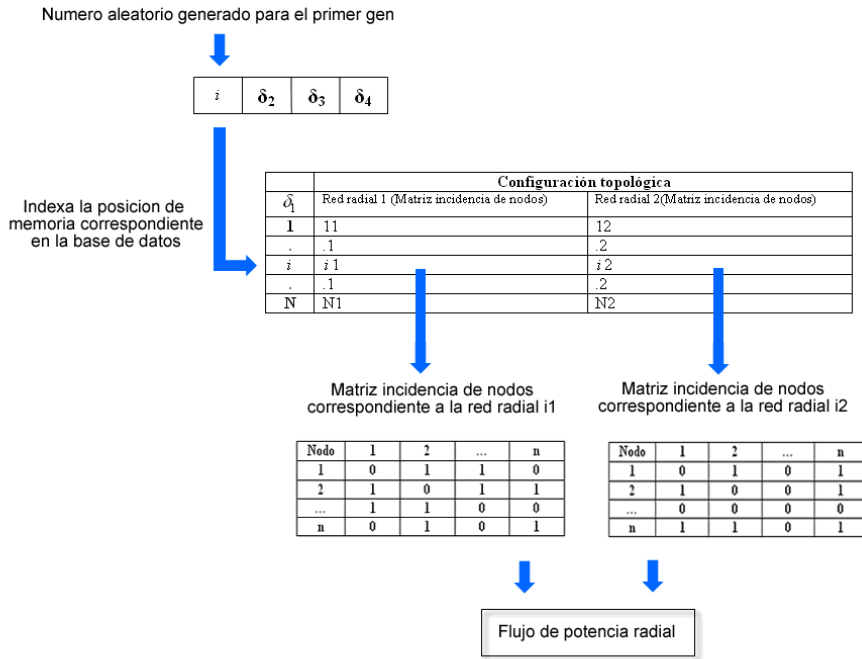 Numero aleatorio generado para el primer gen
i δ2 δ3 δ4
Indexa la posicion de
memoria correspondiente
en la base de datos
Configuración topológica
δ1 Red radial 1 (Matriz incidencia de nodos) Red radial 2(Matriz incidencia de nodos)
1 11 12
. .1 .2
i i 1 i 2
. .1 .2
N N1 N2
Matriz incidencia de nodos
correspondiente a la red radial i1
Matriz incidencia de nodos
correspondiente a la red radial i2
Nodo 1 2 ... n
1 0 1 1 0
2 1 0 1 1
... 1 1 0 0
n 0 1 0 1
Nodo 1 2 ... n
1 0 1 0 1
2 1 0 0 1
... 0 0 0 0
n 1 1 0 1
Flujo de potencia radial